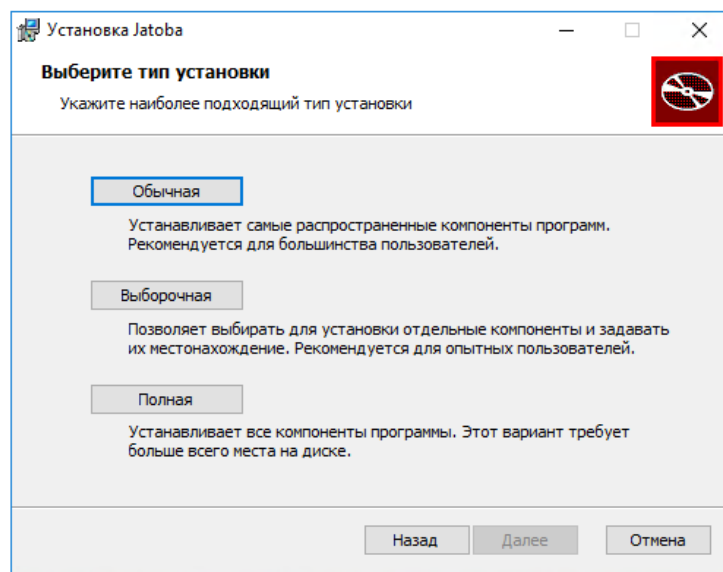 Установка Jatoba
Выберите тип установки
Укажите наиболее подходящий тип установки
Обычная
Устанавливает самые распространенные компоненты программ.
Рекомендуется для большинства пользователей.
Выборочная
Позволяет выбирать для установки отдельные компоненты и задавать
их местонахождение. Рекомендуется для опытных пользователей.
Полная
Устанавливает все компоненты программы. Этот вариант требует
больше всего места на диске.
Назад
Далее
Отмена